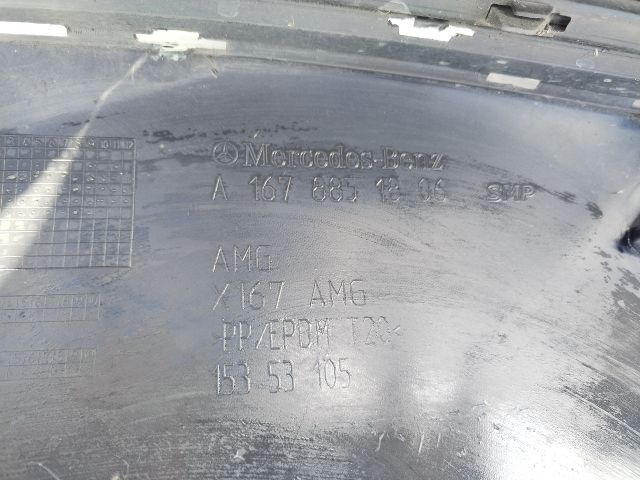 Mercedes-Benz
A 167 885 18 06 SMP
AMG
X167 AMG
>PP/EPDM T20<
153 53 105